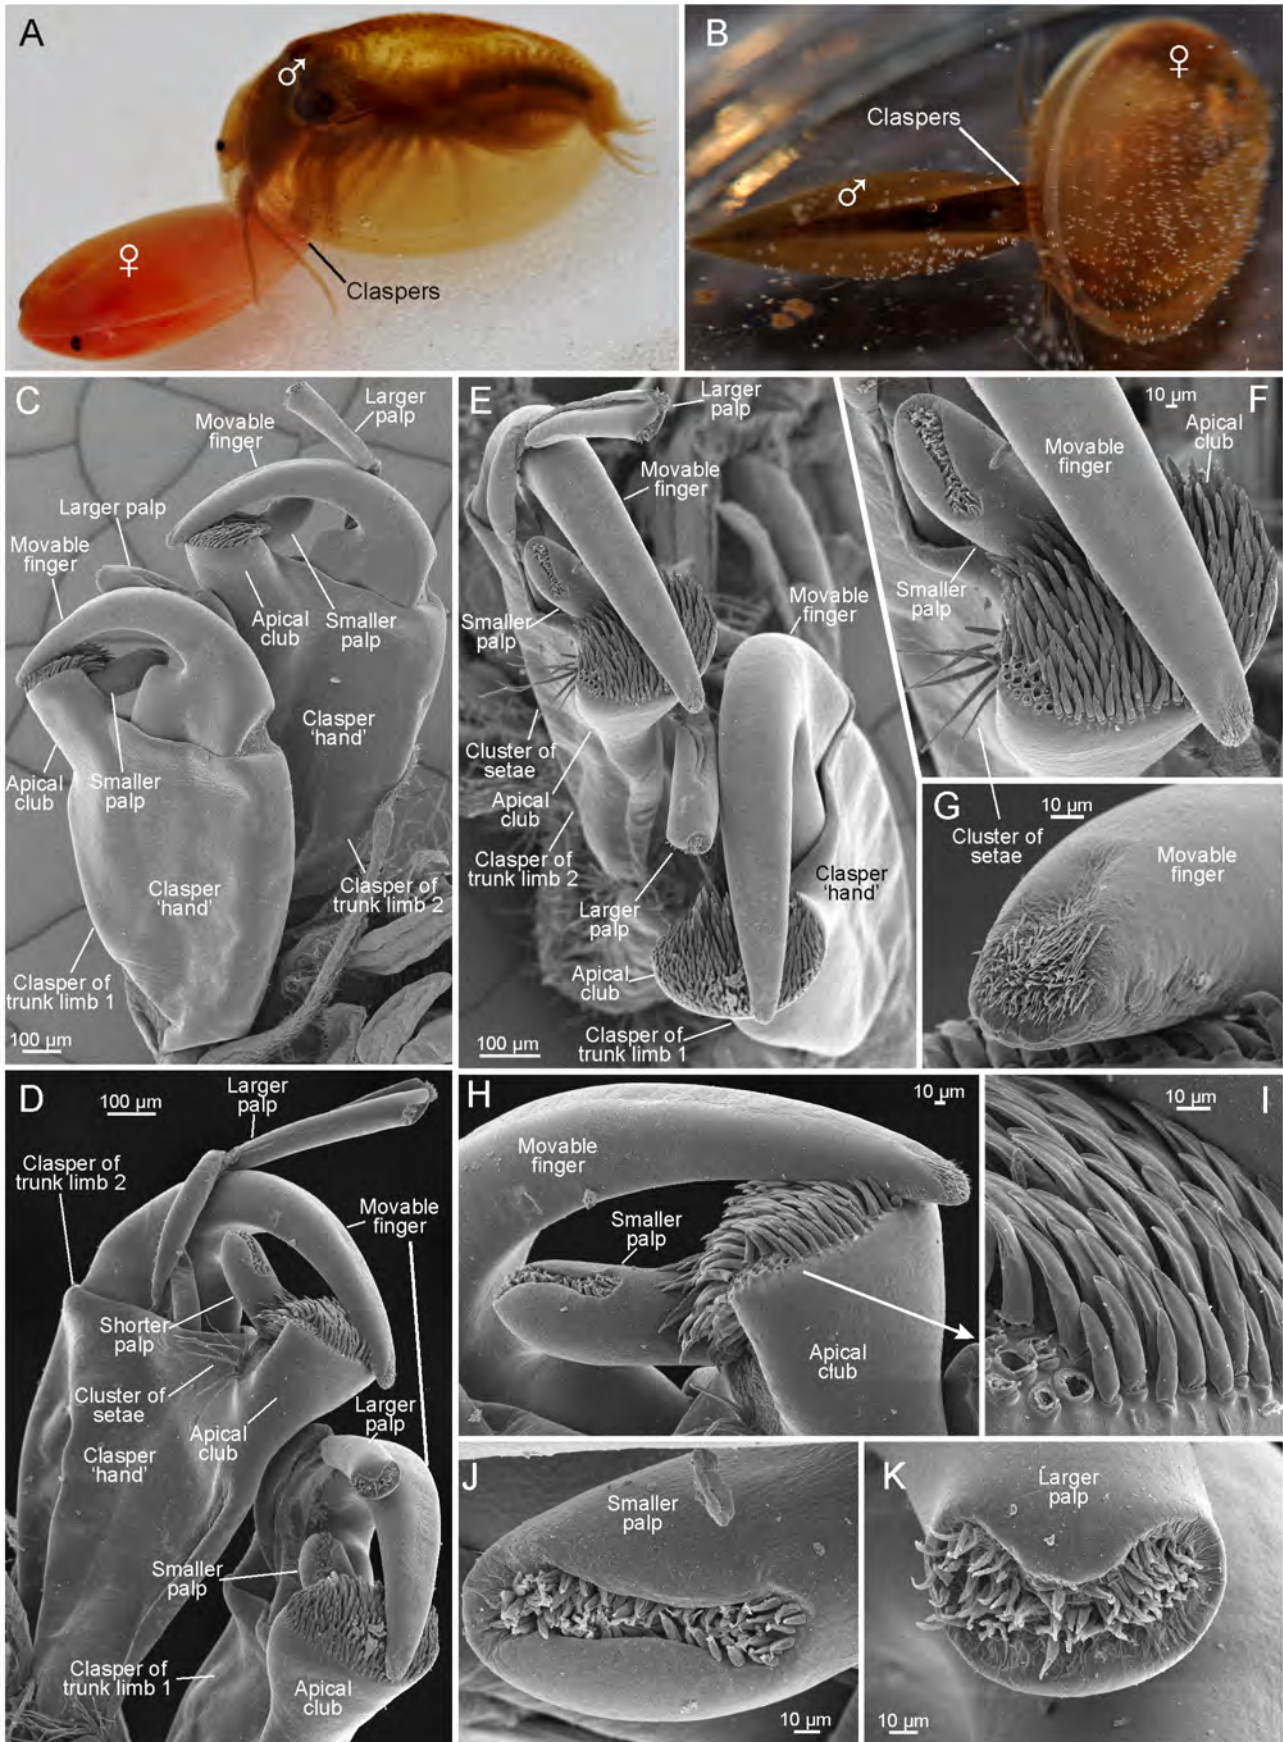 A
♂
♀
Claspers
B
♀
Claspers
♂
C
Larger
palp
Movable
finger
Larger palp
Movable
finger
Apical
club
Smaller
palp
Clasper
'hand'
Apical
club
Smaller
palp
Clasper
'hand'
Clasper of
trunk limb 2
Clasper of
trunk limb 1
100 µm
E
Larger
palp
Movable
finger
Smaller
palp
Movable
finger
Cluster of
setae
Apical
club
Clasper of
trunk limb 2
Larger
palp
Clasper
'hand'
Apical
club
Clasper of
trunk limb 1
100 µm
10 µm
F
Movable
finger
Apical
club
Smaller
palp
Cluster of
setae
G
10 µm
Movable
finger
D
100 µm
Larger
palp
Clasper of
trunk limb 2
Movable
finger
Shorter
palp
Cluster of
setae
Clasper
'hand'
Apical
club
Larger
palp
Smaller
palp
Clasper of
trunk limb 1
Apical
club
H
10 µm
Movable
finger
Smaller
palp
Apical
club
10 µm
I
J
Smaller
palp
10 µm
K
Larger
palp
10 µm